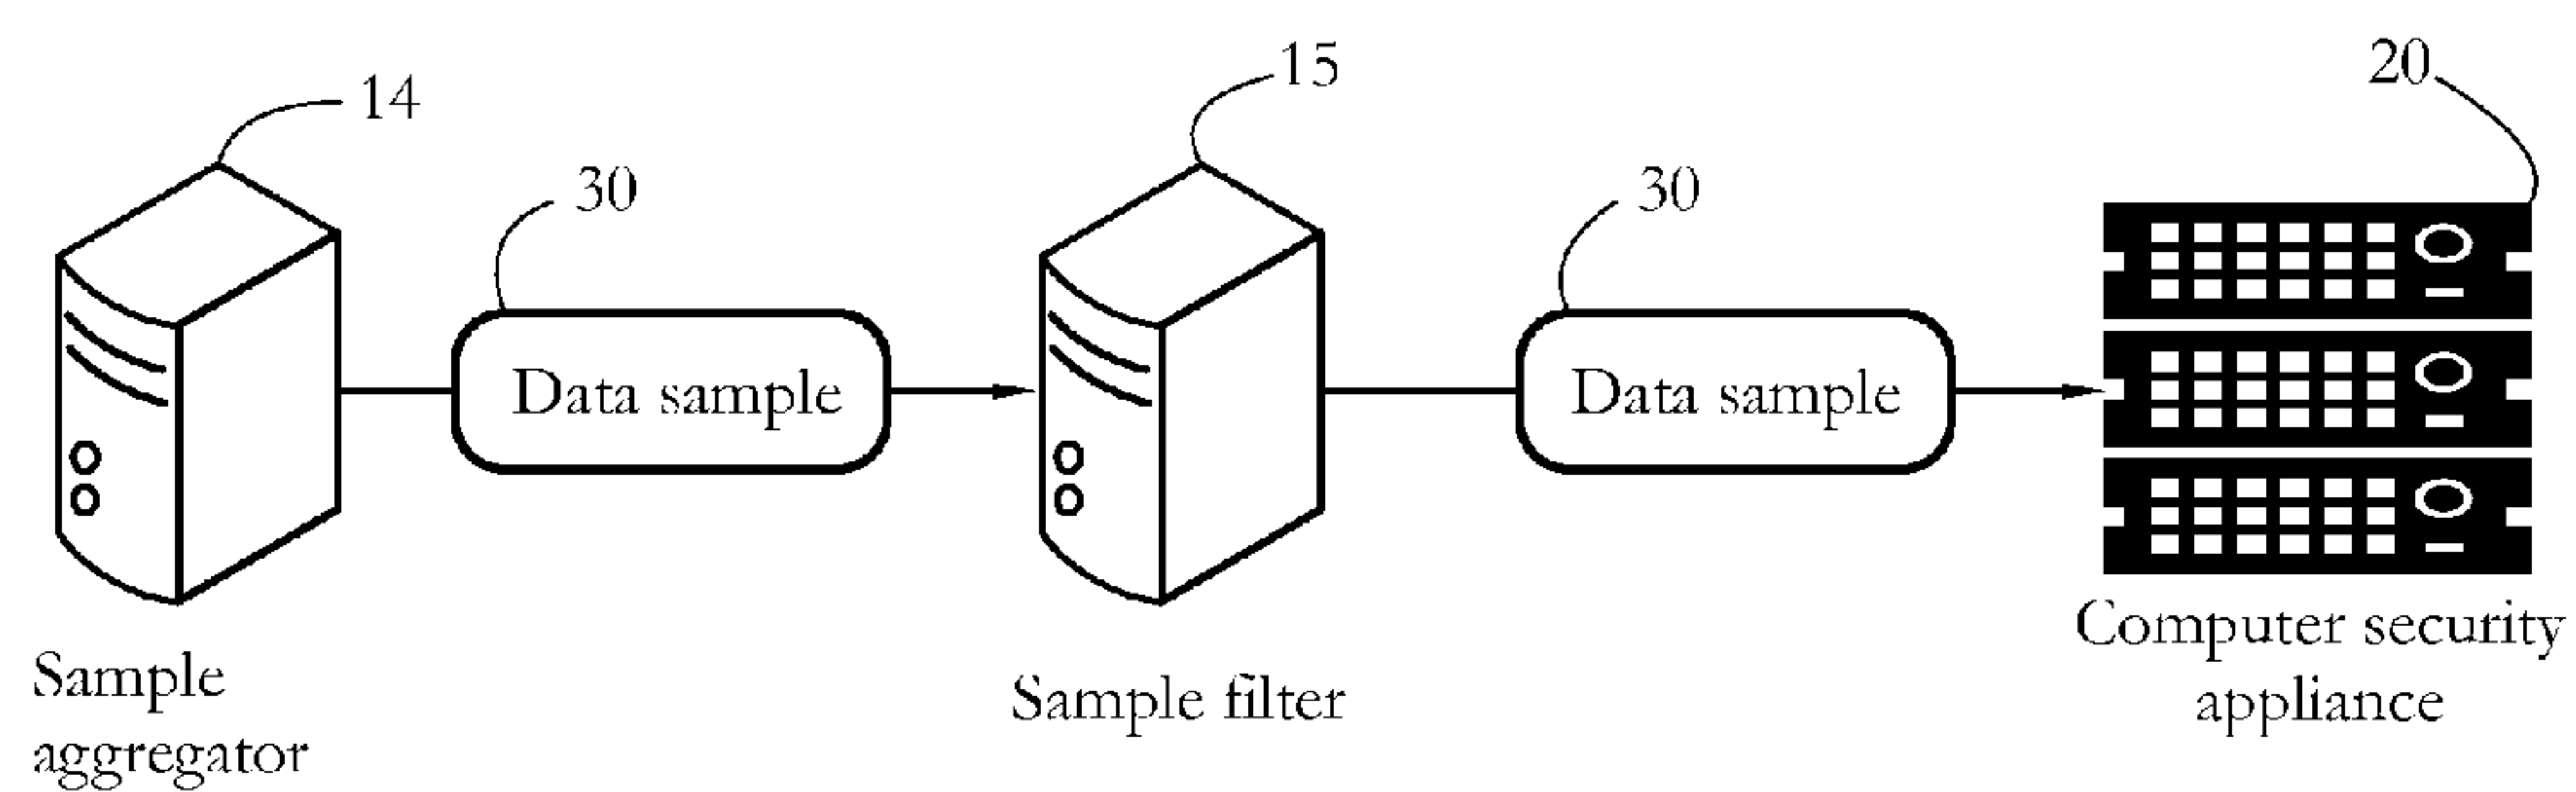 14
15
20
30
30
Data sample
Data sample
Sample
aggregator
Sample filter
Computer security
appliance